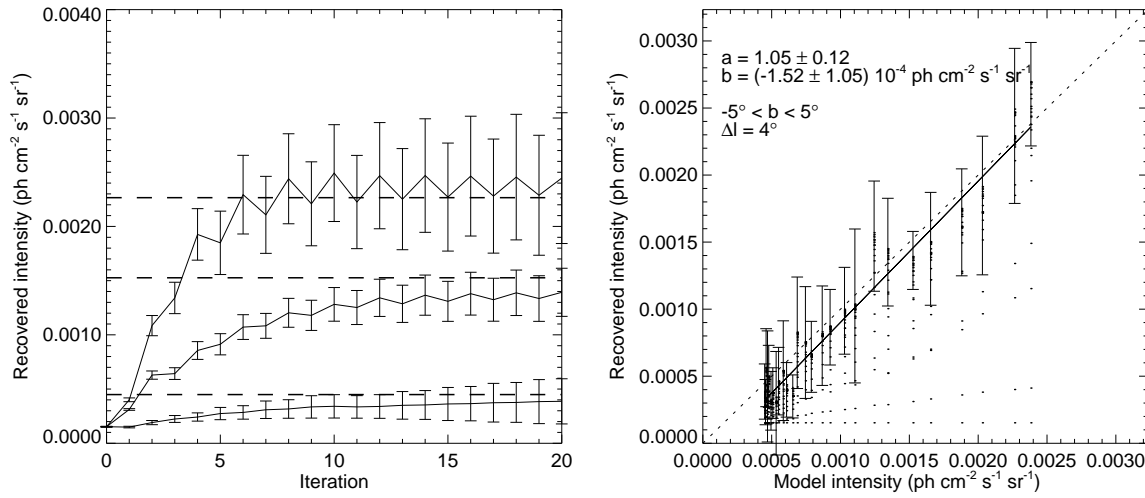 0.0040
0.0030
0.0020
0.0010
0.0000
Recovered intensity (ph cm-2 s-1 sr-1)
0 5 10 15 20
Iteration
0.0030
0.0025
0.0020
0.0015
0.0010
0.0005
0.0000
Recovered intensity (ph cm-2 s-1 sr-1)
a = 1.05 ± 0.12
b = (-1.52 ± 1.05) 10-4 ph cm-2 s-1 sr-1
-5° < b < 5°
Δl = 4°
0.0000 0.0005 0.0010 0.0015 0.0020 0.0025 0.0030
Model intensity (ph cm-2 s-1 sr-1)